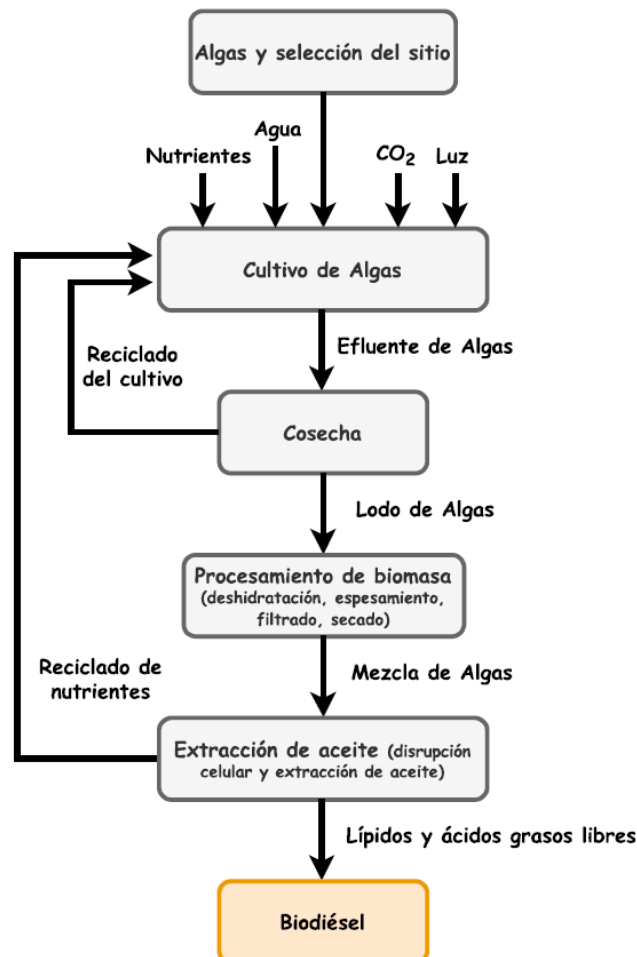 Algas y selección del sitio
Agua
Nutrientes
CO₂
Luz
Cultivo de Algas
Efluente de Algas
Reciclado
del cultivo
Cosecha
Lodo de Algas
Procesamiento de biomasa
(deshidratación, espesamiento,
filtrado, secado)
Reciclado de
nutrientes
Mezcla de Algas
Extracción de aceite (disrupción
celular y extracción de aceite)
Lípidos y ácidos grasos libres
Biodiésel